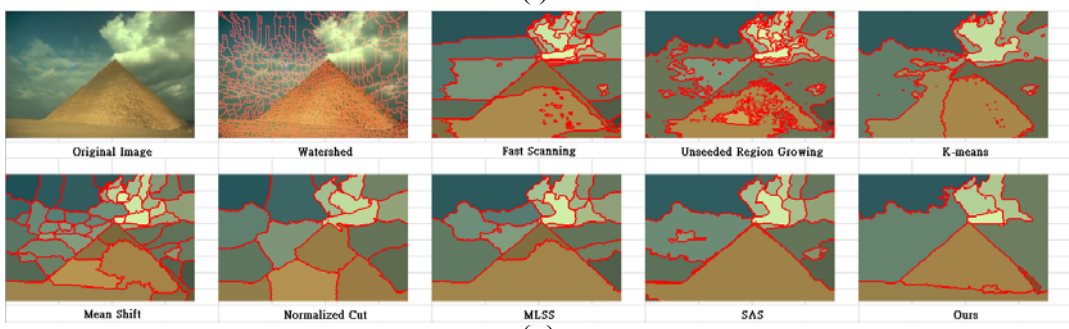 Original Image
Watershed
Fast Scanning
Unseeded Region Growing
K-means
Mean Shift
Normalized Cut
MLSS
SAS
Ours